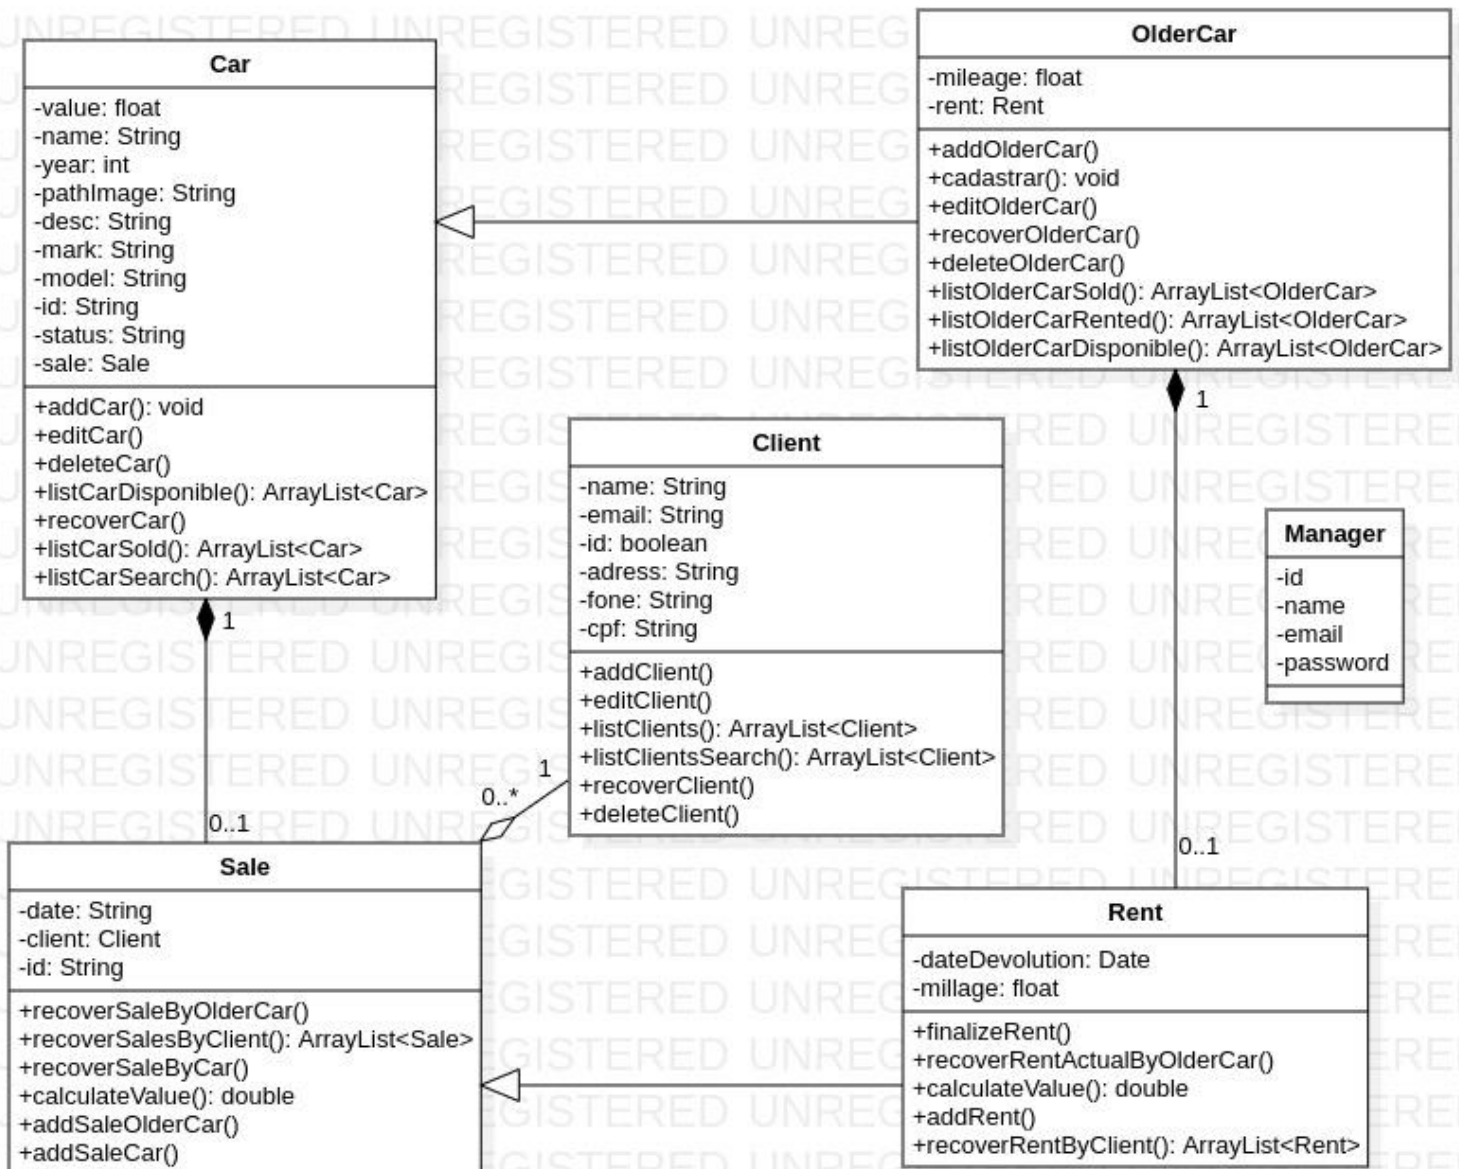 Car
-value: float
-name: String
-year: int
-pathImage: String
-desc: String
-mark: String
-model: String
-id: String
-status: String
-sale: Sale
+addCar(): void
+editCar()
+deleteCar()
+listCarDisponible(): ArrayList<Car>
+recoverCar()
+listCarSold(): ArrayList<Car>
+listCarSearch(): ArrayList<Car>
1
0..1
OlderCar
-mileage: float
-rent: Rent
+addOlderCar()
+cadastrar(): void
+editOlderCar()
+recoverOlderCar()
+deleteOlderCar()
+listOlderCarSold(): ArrayList<OlderCar>
+listOlderCarRented(): ArrayList<OlderCar>
+listOlderCarDisponible(): ArrayList<OlderCar>
1
0..1
Client
-name: String
-email: String
-id: boolean
-adress: String
-fone: String
-cpf: String
+addClient()
+editClient()
+listClients(): ArrayList<Client>
+listClientsSearch(): ArrayList<Client>
+recoverClient()
+deleteClient()
1
0..*
Manager
-id
-name
-email
-password
Sale
-date: String
-client: Client
-id: String
+recoverSaleByOlderCar()
+recoverSalesByClient(): ArrayList<Sale>
+recoverSaleByCar()
+calculateValue(): double
+addSaleOlderCar()
+addSaleCar()
Rent
-dateDevolution: Date
-millage: float
+finalizeRent()
+recoverRentActualByOlderCar()
+calculateValue(): double
+addRent()
+recoverRentByClient(): ArrayList<Rent>
UNREGISTERED